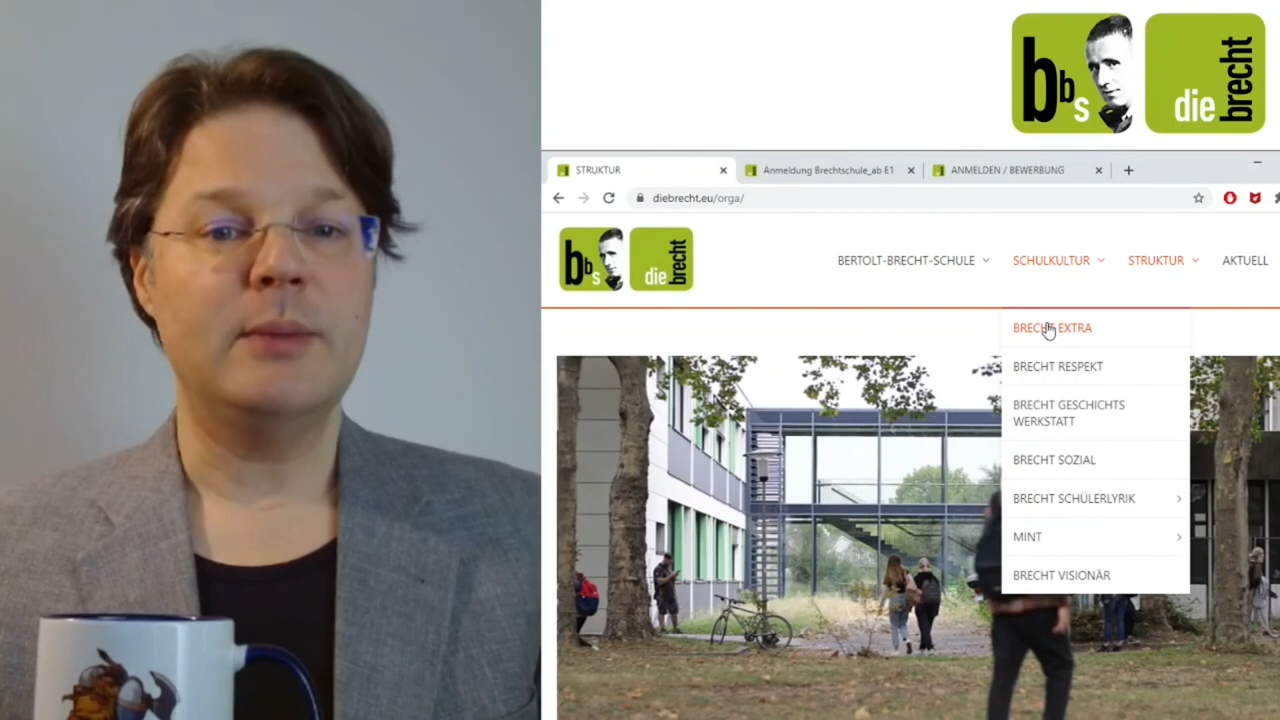 bbs
die brecht
STRUKTUR
Anmeldung Brechtschule_ab E1
ANMELDEN / BEWERBUNG
diebrecht.eu/orga/
bbs
die brecht
BERTOLT-BRECHT-SCHULE
SCHULKULTUR
STRUKTUR
AKTUELL
BRECHT EXTRA
BRECHT RESPEKT
BRECHT GESCHICHTS
WERKSTATT
BRECHT SOZIAL
BRECHT SCHÜLERLYRIK
MINT
BRECHT VISIONÄR